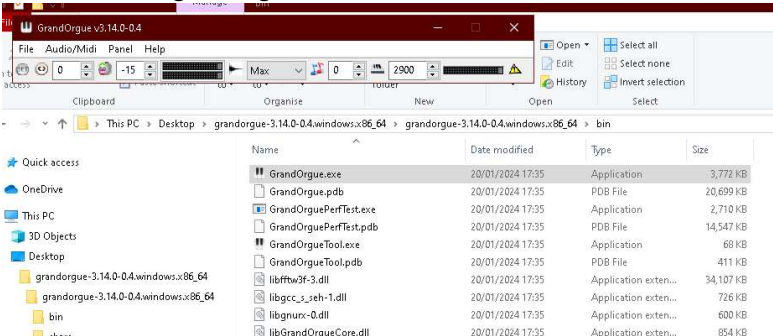 Manage bin
GrandOrgue v3.14.0-0.4
File Audio/Midi Panel Help
0 -15 Max 0 2900
Open
Edit
History
Select all
Select none
Invert selection
access
to to folder
Clipboard Organise New Open Select
This PC > Desktop > grandorgue-3.14.0-0.4.windows.x86_64 > grandorgue-3.14.0-0.4.windows.x86_64 > bin
Name Date modified Type Size
Quick access
OneDrive
This PC
3D Objects
Desktop
grandorgue-3.14.0-0.4.windows.x86_64
grandorgue-3.14.0-0.4.windows.x86_64
bin
share
GrandOrgue.exe 20/01/2024 17:35 Application 3,772 KB
GrandOrgue.pdb 20/01/2024 17:35 PDB File 20,699 KB
GrandOrguePerfTest.exe 20/01/2024 17:35 Application 2,710 KB
GrandOrguePerfTest.pdb 20/01/2024 17:35 PDB File 14,547 KB
GrandOrgueTool.exe 20/01/2024 17:35 Application 68 KB
GrandOrgueTool.pdb 20/01/2024 17:35 PDB File 411 KB
libfftw3f-3.dll 20/01/2024 17:35 Application exten... 34,107 KB
libgcc_s_seh-1.dll 20/01/2024 17:35 Application exten... 726 KB
libgnurx-0.dll 20/01/2024 17:35 Application exten... 600 KB
libGrandOrgueCore.dll 20/01/2024 17:35 Application exten... 854 KB